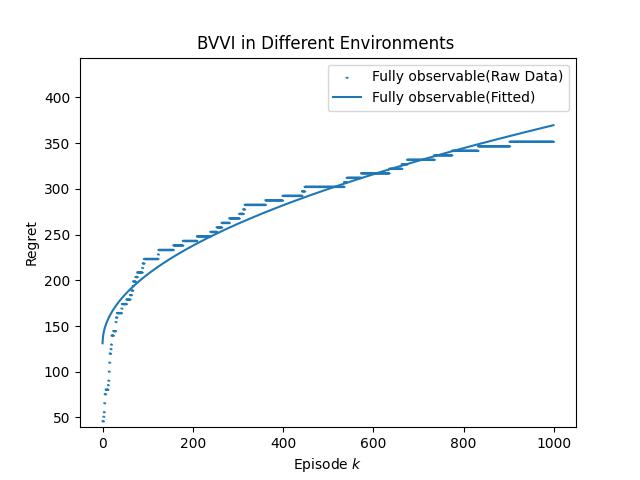 BVVI in Different Environments
Fully observable(Raw Data)
Fully observable(Fitted)
Regret
400
350
300
250
200
150
100
50
0
200
400
600
800
1000
Episode k